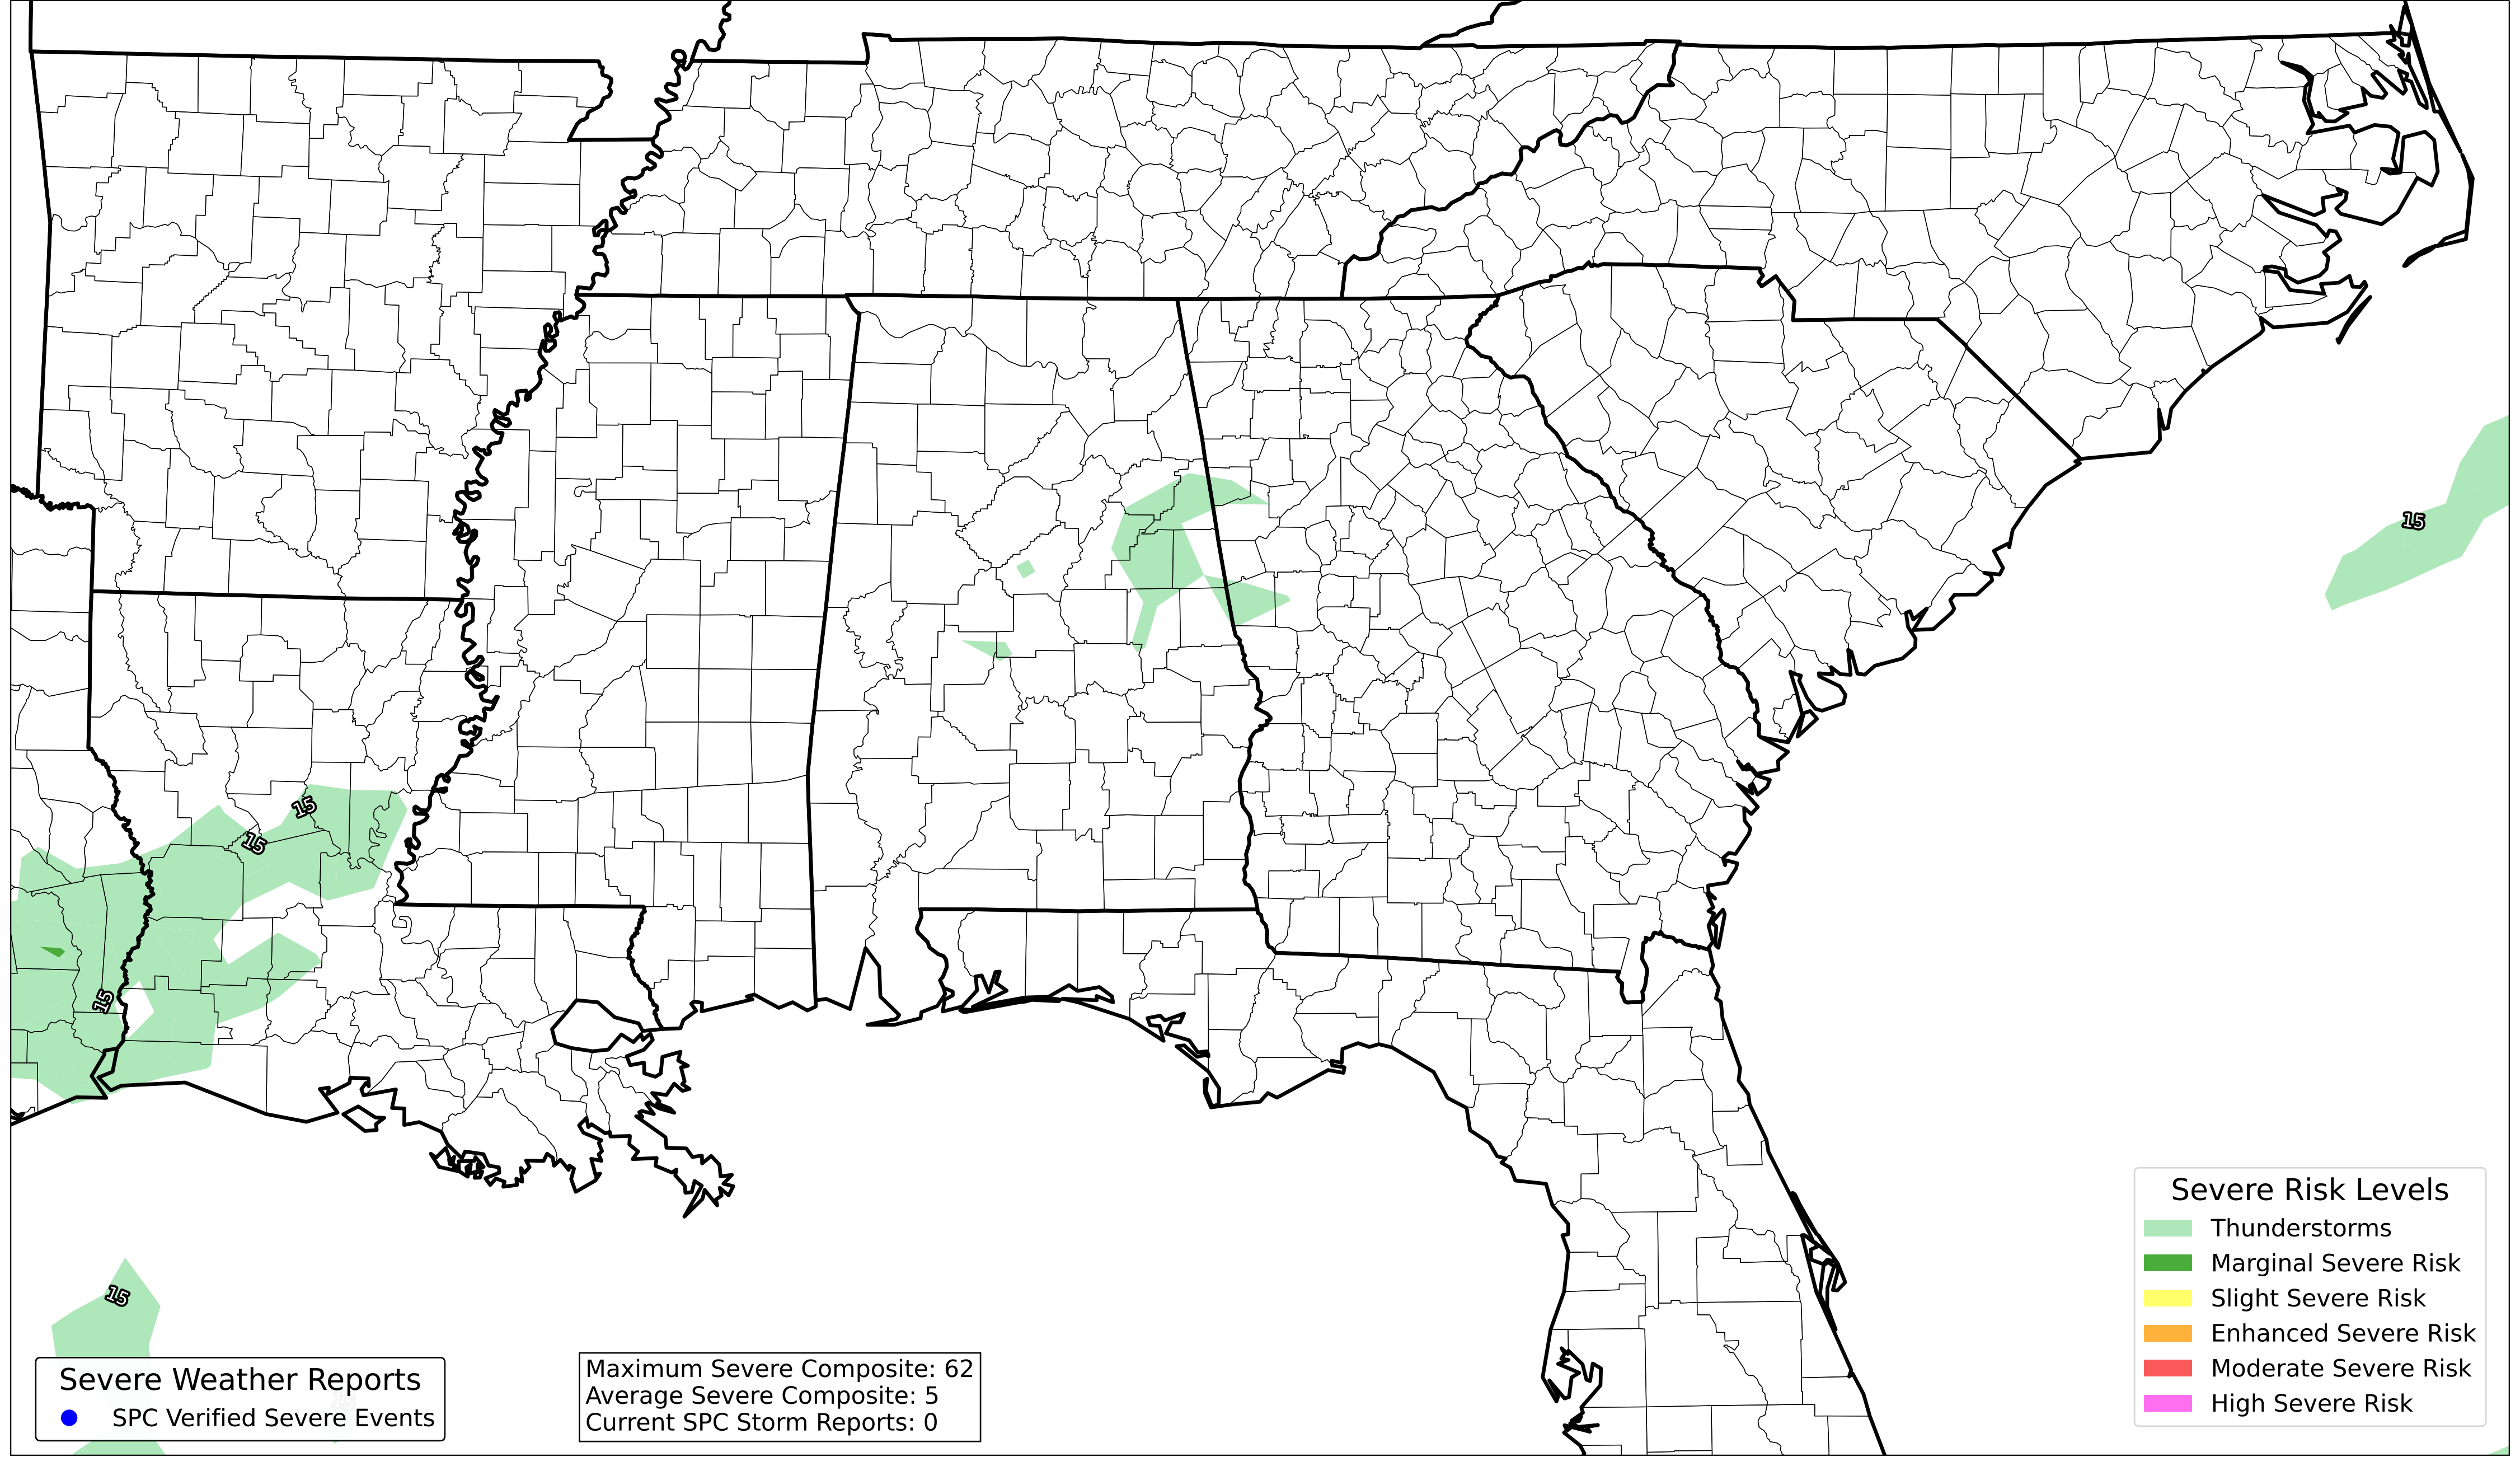 15
15
15
15
15
Severe Risk Levels
Thunderstorms
Marginal Severe Risk
Slight Severe Risk
Enhanced Severe Risk
Moderate Severe Risk
High Severe Risk
Severe Weather Reports
SPC Verified Severe Events
Maximum Severe Composite: 62
Average Severe Composite: 5
Current SPC Storm Reports: 0